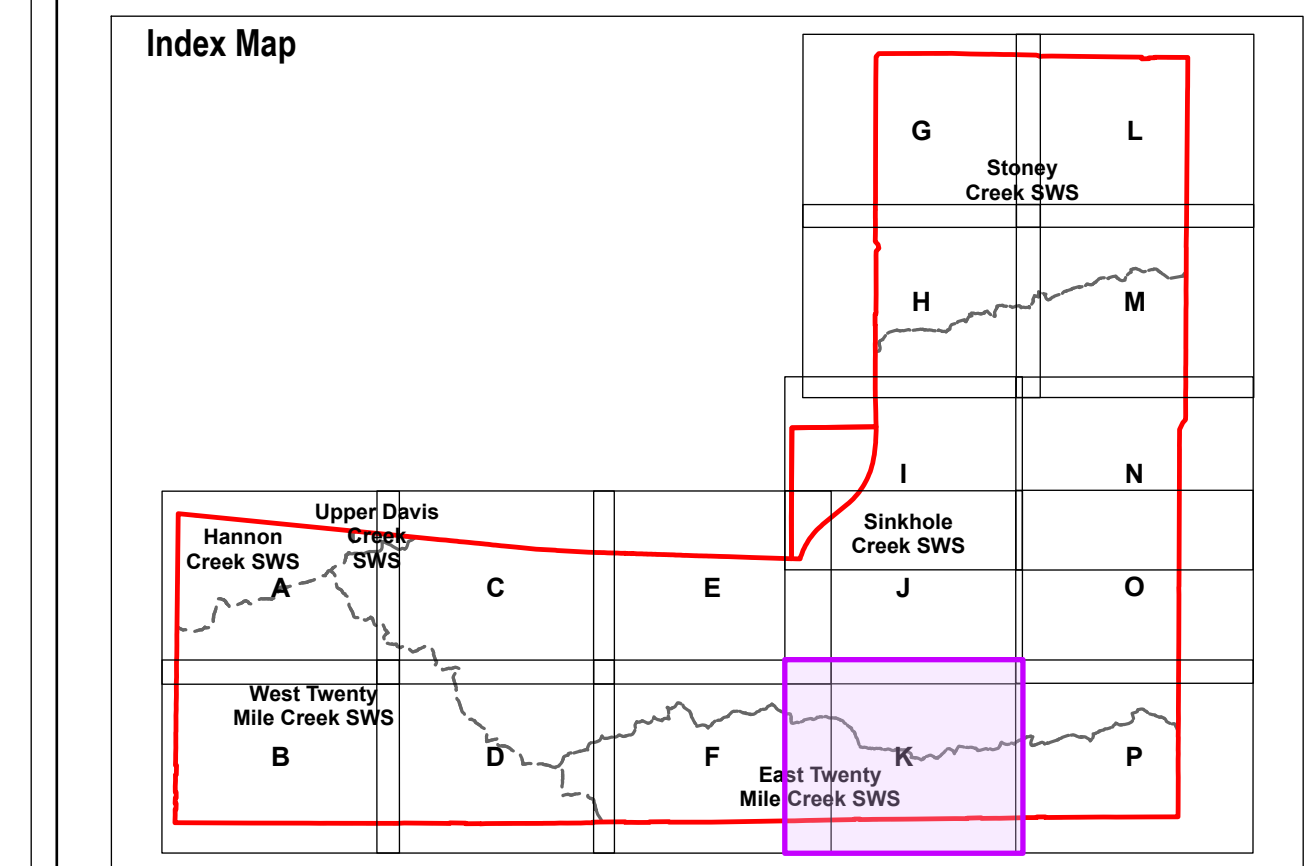 Index Map
G
L
Stoney
Creek SWS
H
M
I
N
Sinkhole
Creek SWS
Upper Davis
Creek
SWS
Hannon
Creek SWS
A
C
E
J
O
West Twenty
Mile Creek SWS
B
D
F
K
P
East Twenty
Mile Creek SWS